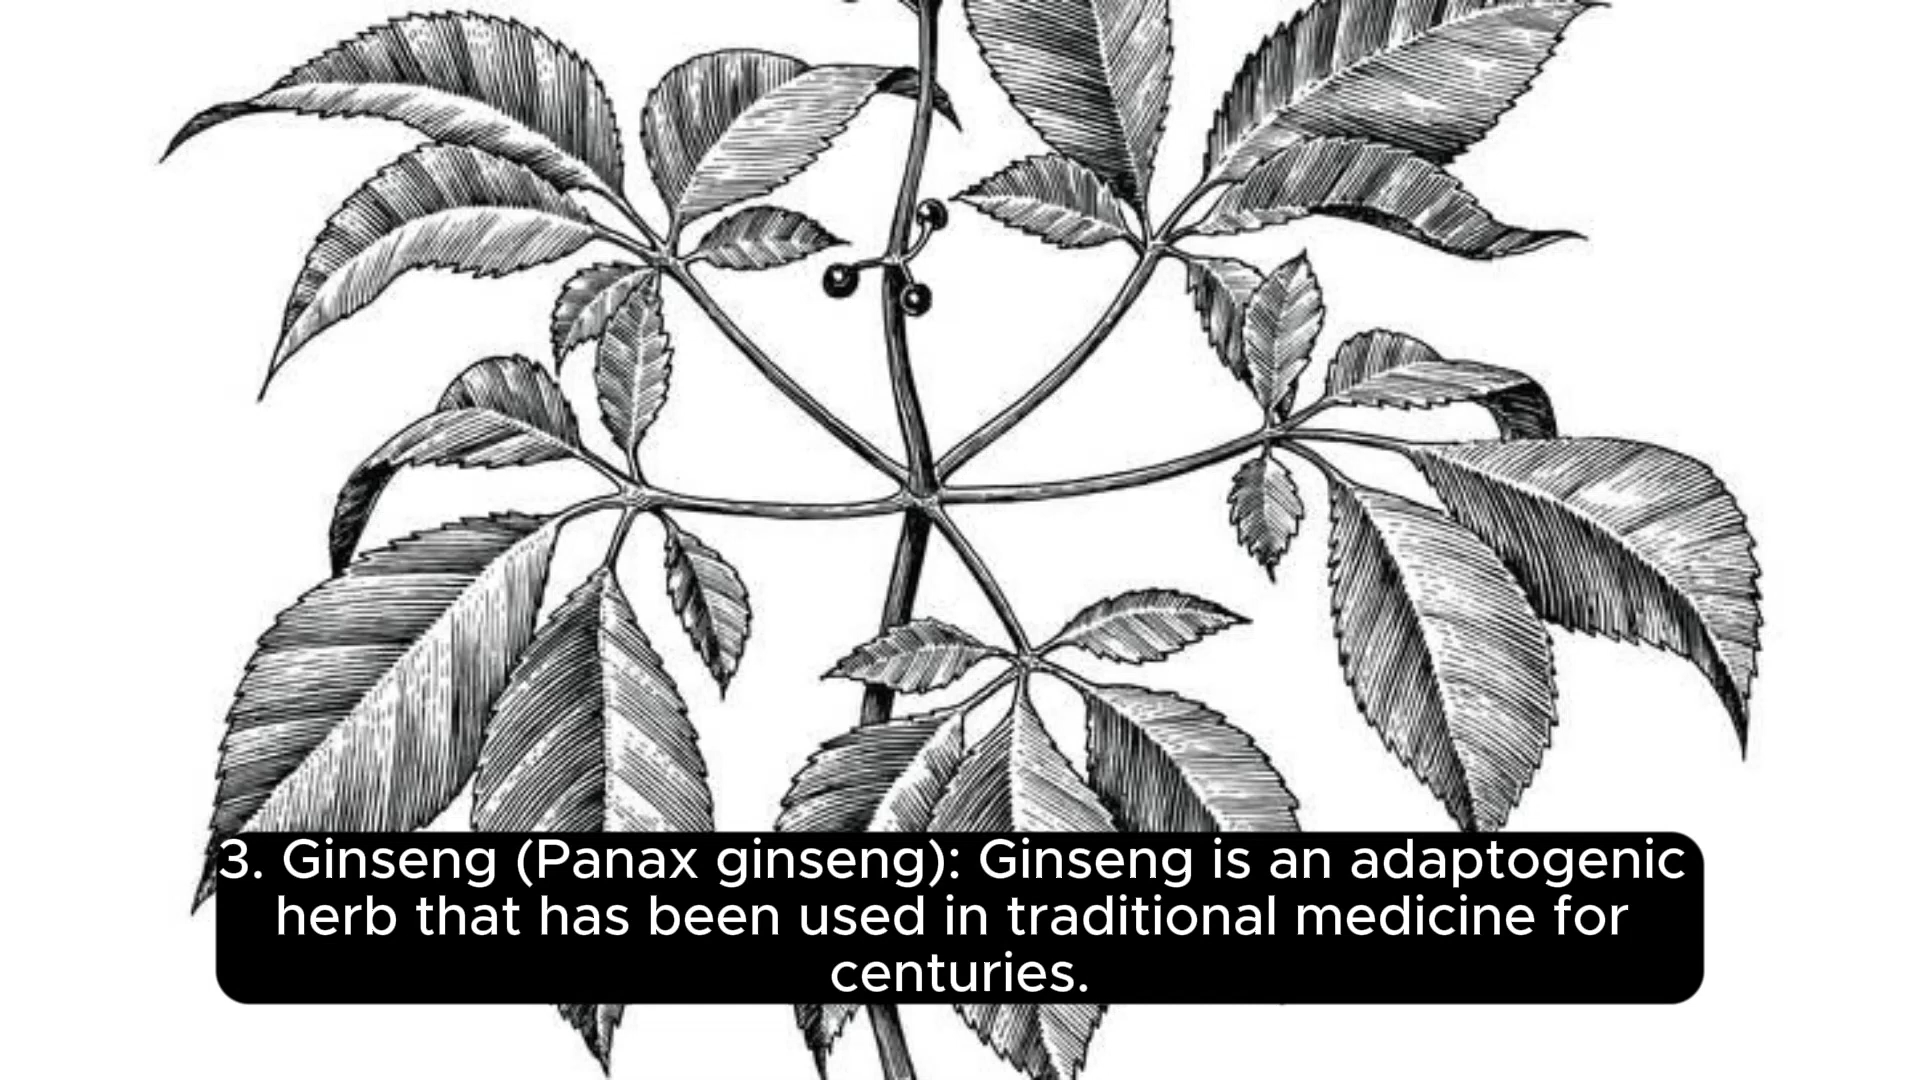 3. Ginseng (Panax ginseng): Ginseng is an adaptogenic
herb that has been used in traditional medicine for
centuries.